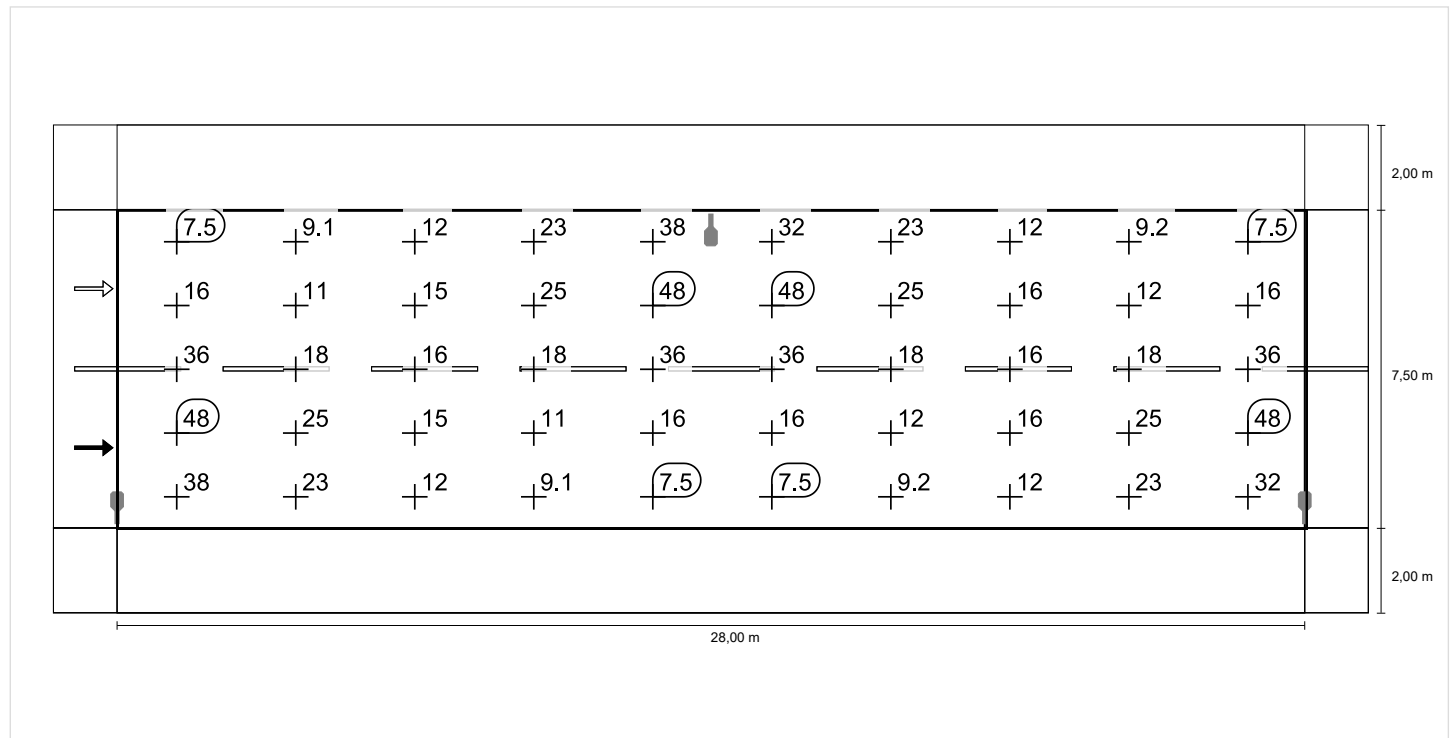 2,00 m
7.5 9.1 12 23 38 32 23 12 9.2 7.5
16 11 15 25 48 48 25 16 12 16
36 18 16 18 36 36 18 16 18 36
7,50 m
48 25 15 11 16 16 12 16 25 48
38 23 12 9.1 7.5 7.5 9.2 12 23 32
2,00 m
28,00 m